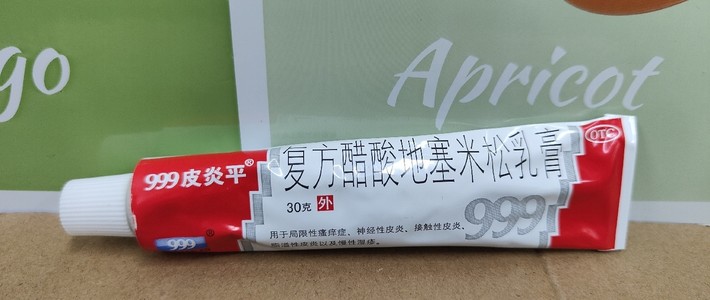 go
Apricot
OTC
999皮炎平®
复方醋酸地塞米松乳膏
30克 外
999
999®
用于局限性瘙痒症、神经性皮炎、接触性皮炎、
脂溢性皮炎以及慢性湿疹。